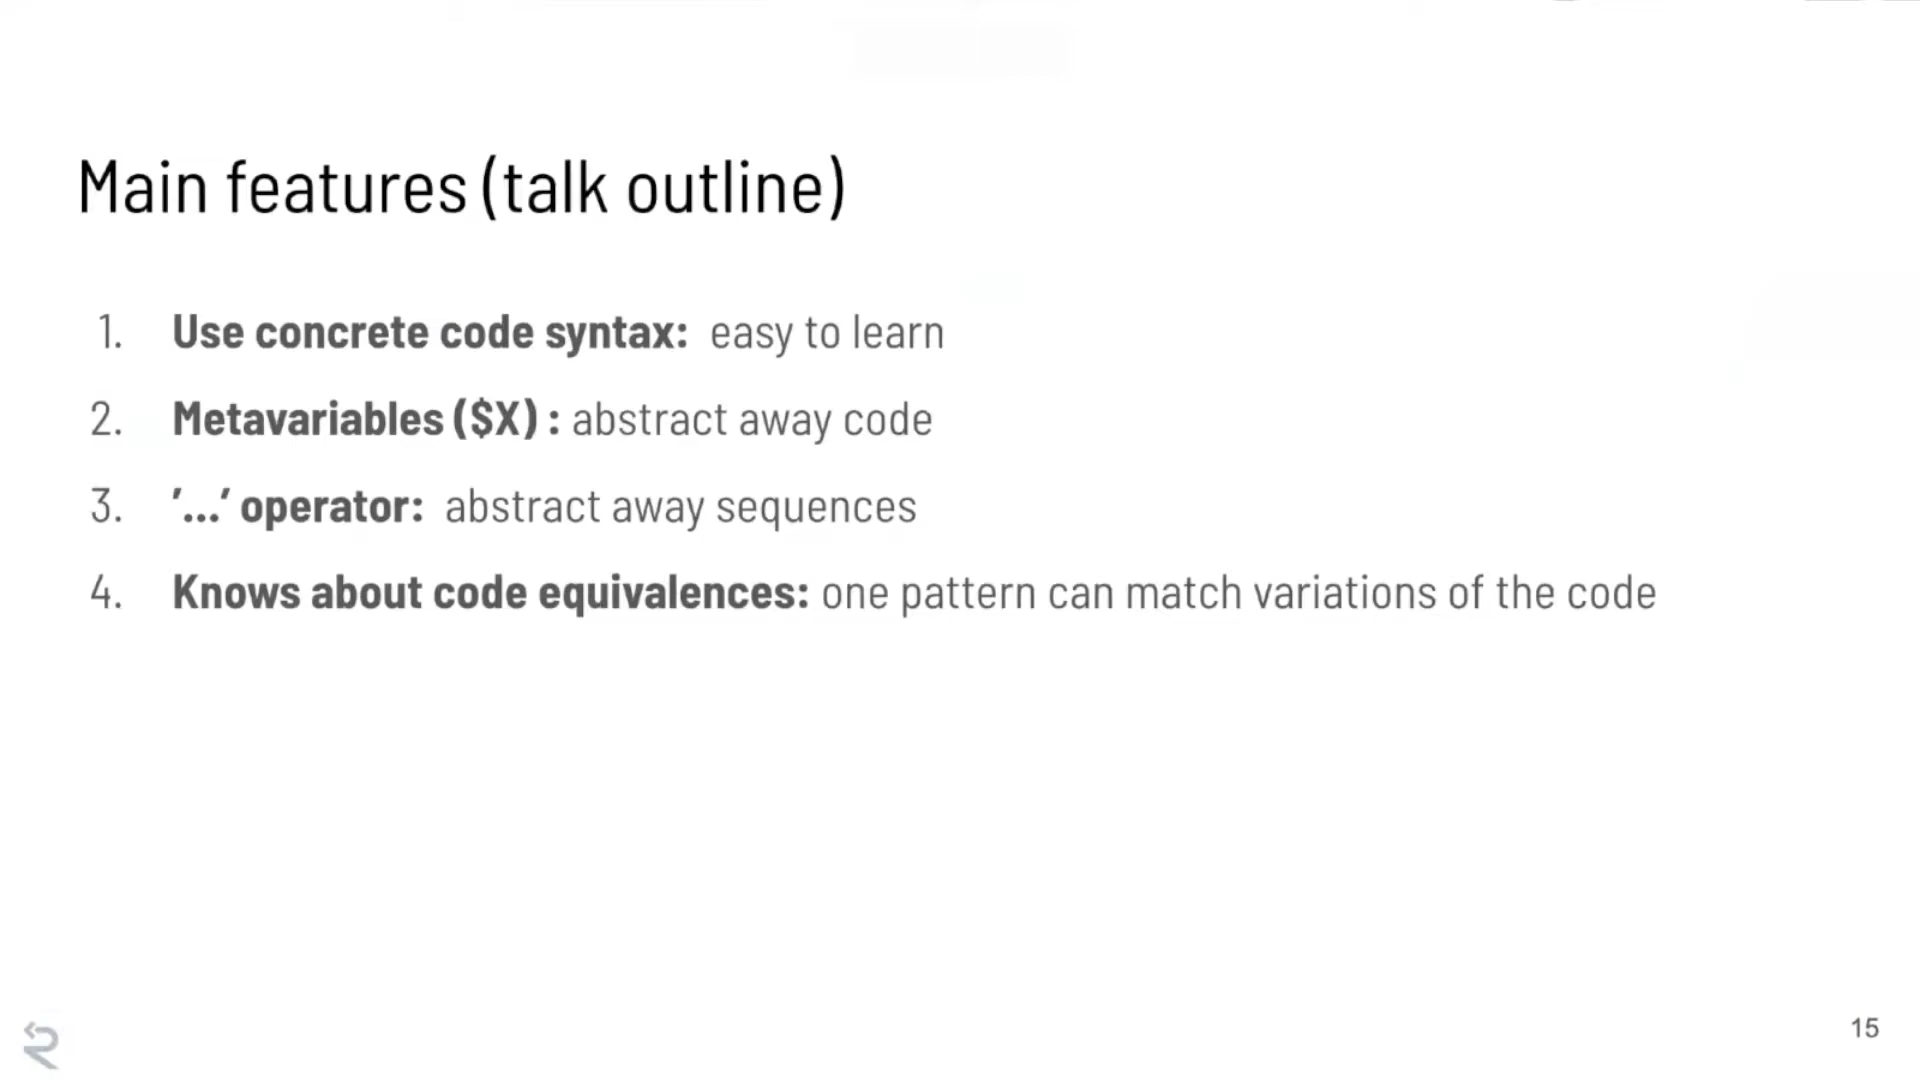 Main features (talk outline)
1. Use concrete code syntax: easy to learn
2. Metavariables ($X) : abstract away code
3. ’...’ operator: abstract away sequences
4. Knows about code equivalences: one pattern can match variations of the code
15